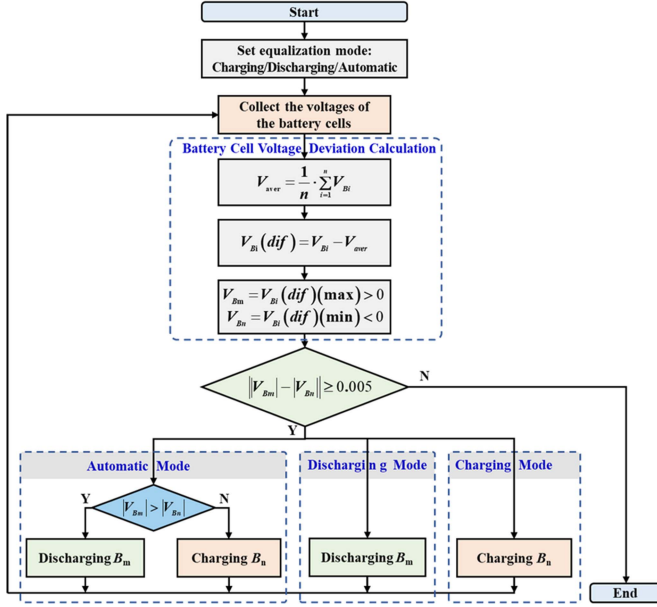 Start
Set equalization mode:
Charging/Discharging/Automatic
Collect the voltages of
the battery cells
Battery Cell Voltage Deviation Calculation
V_aver = 1/n · ∑_{i=1}^{n} V_Bi
V_Bi (dif) = V_Bi − V_aver
V_Bm = V_Bi (dif)(max) > 0
V_Bn = V_Bi (dif)(min) < 0
||V_Bm| − |V_Bn|| ≥ 0.005
N
Y
Automatic Mode
Dischargin g Mode
Charging Mode
Y
|V_Bm| > |V_Bn|
N
Discharging B_m
Charging B_n
Discharging B_m
Charging B_n
End